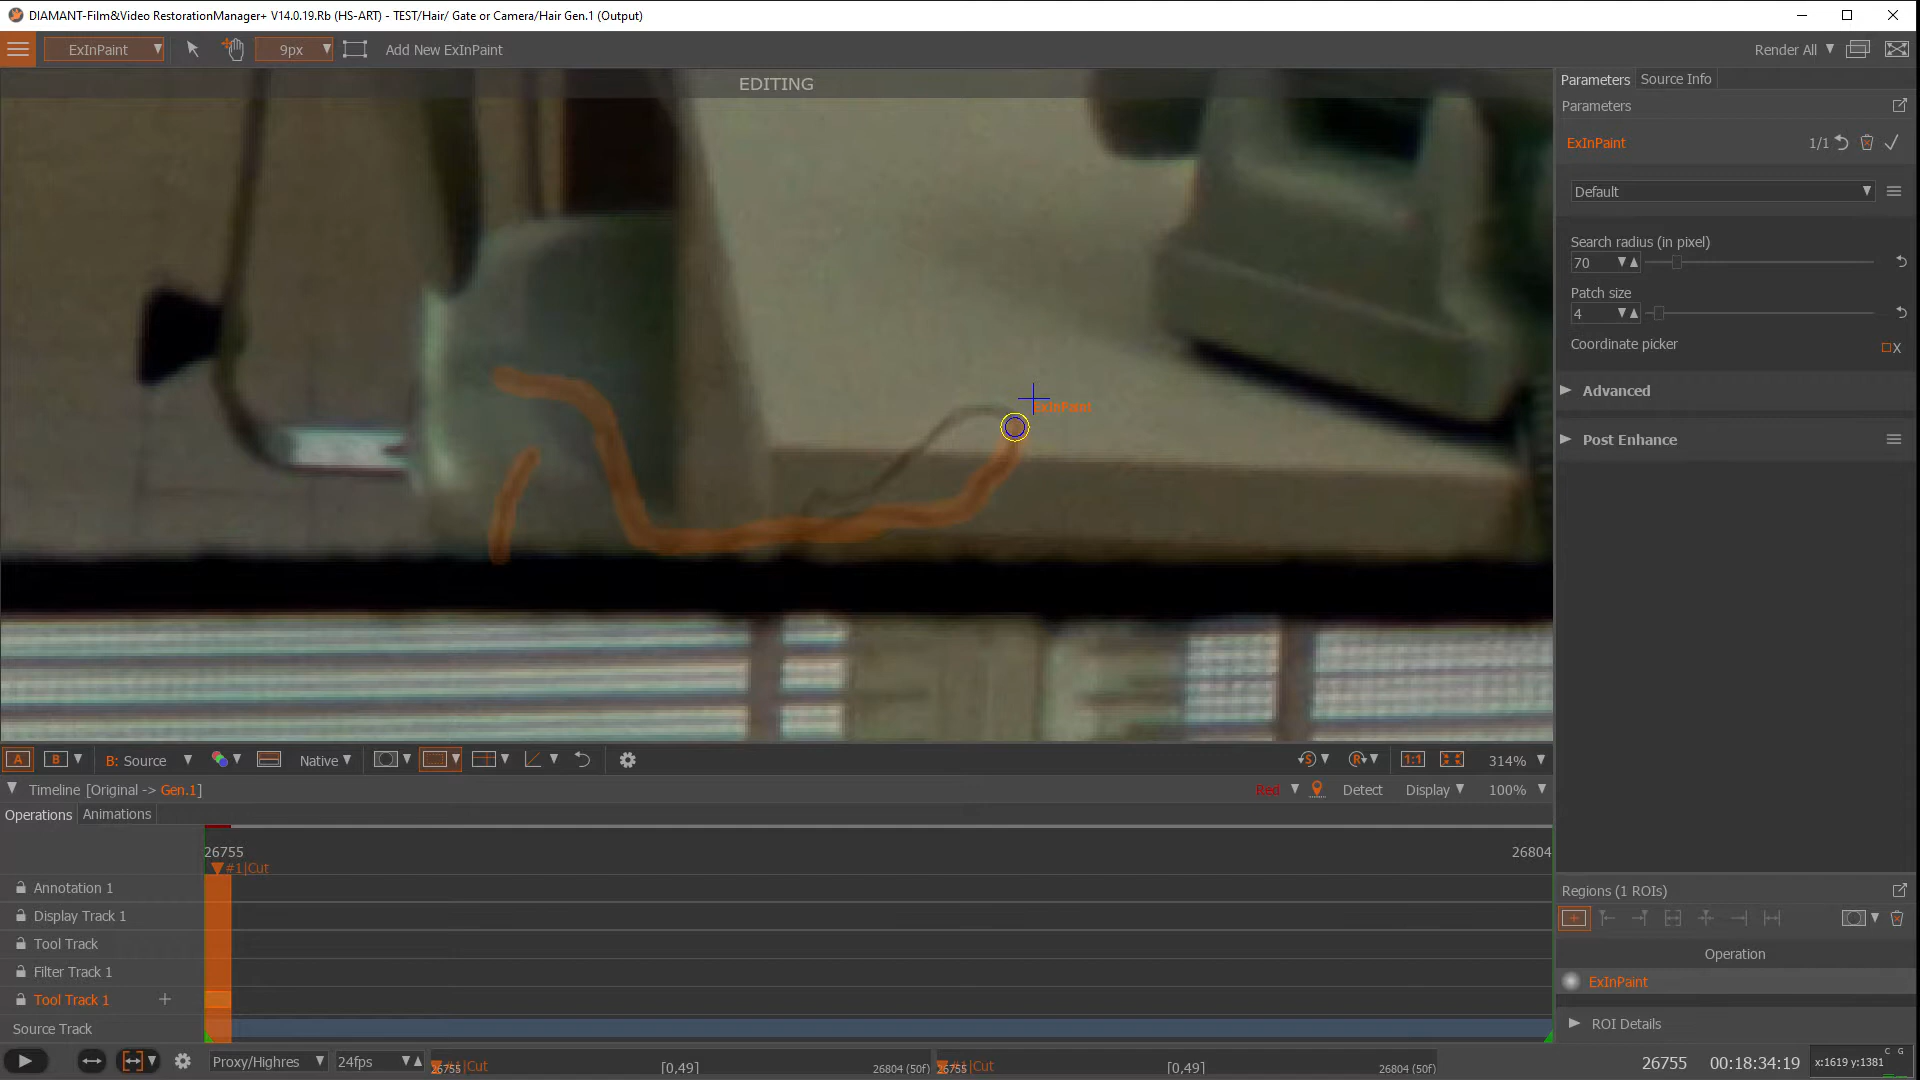 DIAMANT-Film&Video RestorationManager+ V14.0.19.Rb (HS-ART) - TEST/Hair/ Gate or Camera/Hair Gen.1 (Output)
ExInPaint
9px
Add New ExInPaint
Render All
EDITING
Parameters
Source Info
Parameters
ExInPaint
1/1
Default
Search radius (in pixel)
70
Patch size
4
Coordinate picker
X
Advanced
Post Enhance
ExInPaint
A
B
B: Source
Native
S
R
1:1
314%
Timeline [Original -> Gen.1]
Red
Detect
Display
100%
Operations
Animations
26755
26804
#1|Cut
Annotation 1
Display Track 1
Tool Track
Filter Track 1
Tool Track 1
Source Track
Regions (1 ROIs)
Operation
ExInPaint
ROI Details
Proxy/Highres
24fps
26755
#1|Cut
[0,49]
26804 (50f)
26755
#1|Cut
[0,49]
26804 (50f)
26755
00:18:34:19
x:1619 y:1381
C G